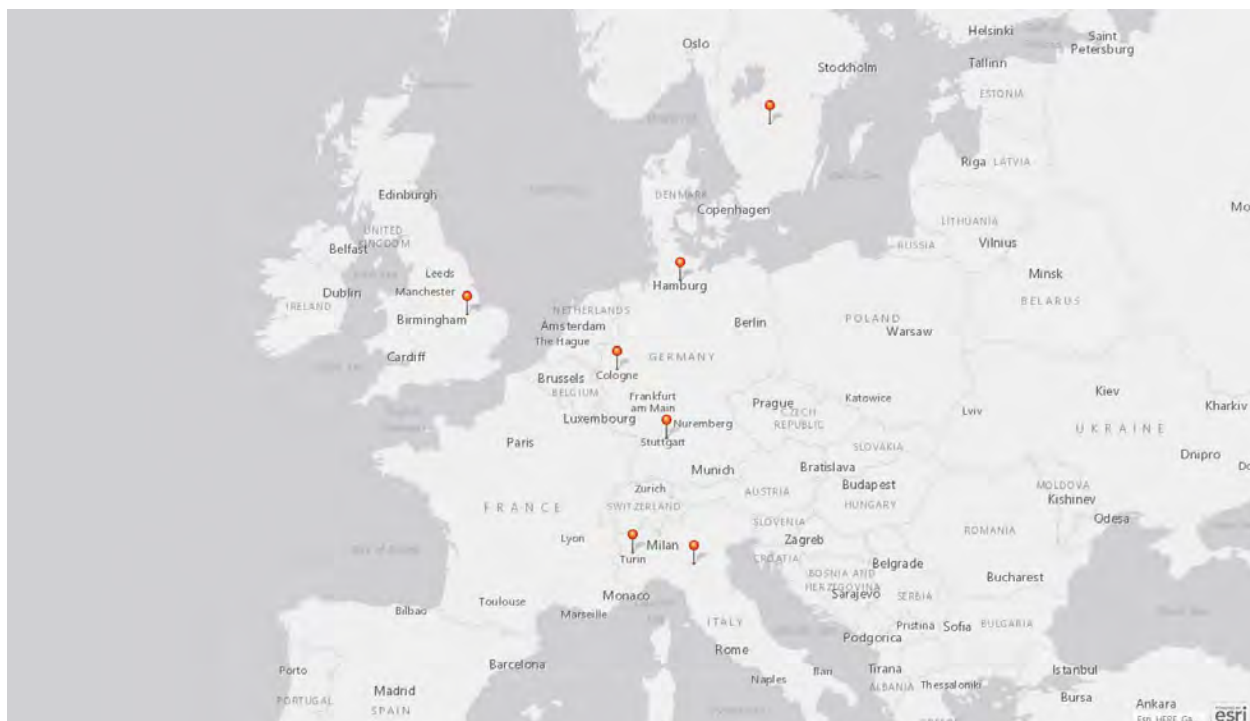 Oslo
Helsinki
Saint
Petersburg
Stockholm
Tallinn
ESTONIA
Riga
LATVIA
Edinburgh
DENMARK
Copenhagen
Mo
UNITED
KINGDOM
LITHUANIA
Belfast
RUSSIA
Vilnius
Leeds
Minsk
Manchester
Hamburg
Dublin
IRELAND
BELARUS
NETHERLANDS
Birmingham
Amsterdam
Berlin
POLAND
Warsaw
The Hague
Cardiff
GERMANY
Cologne
Brussels
BELGIUM
Kiev
Frankfurt
am Main
Prague
Katowice
Kharkiv
CZECH
REPUBLIC
Lviv
Luxembourg
Nuremberg
UKRAINE
Paris
Stuttgart
SLOVAKIA
Dnipro
Munich
Bratislava
Do
Zurich
AUSTRIA
Budapest
MOLDOVA
Kishinev
FRANCE
SWITZERLAND
HUNGARY
Odesa
SLOVENIA
ROMANIA
Lyon
Milan
Zagreb
Turin
CROATIA
Belgrade
BOSNIA AND
HERZEGOVINA
Bucharest
Monaco
Sarajevo
SERBIA
Toulouse
Bilbao
Marseille
ITALY
Pristina
Sofia
BULGARIA
Podgorica
Rome
Barcelona
Porto
Bari
Tirana
Istanbul
Naples
ALBANIA
Thessaloniki
Madrid
PORTUGAL
SPAIN
Bursa
Ankara
Esri, HERE, Ga
esri